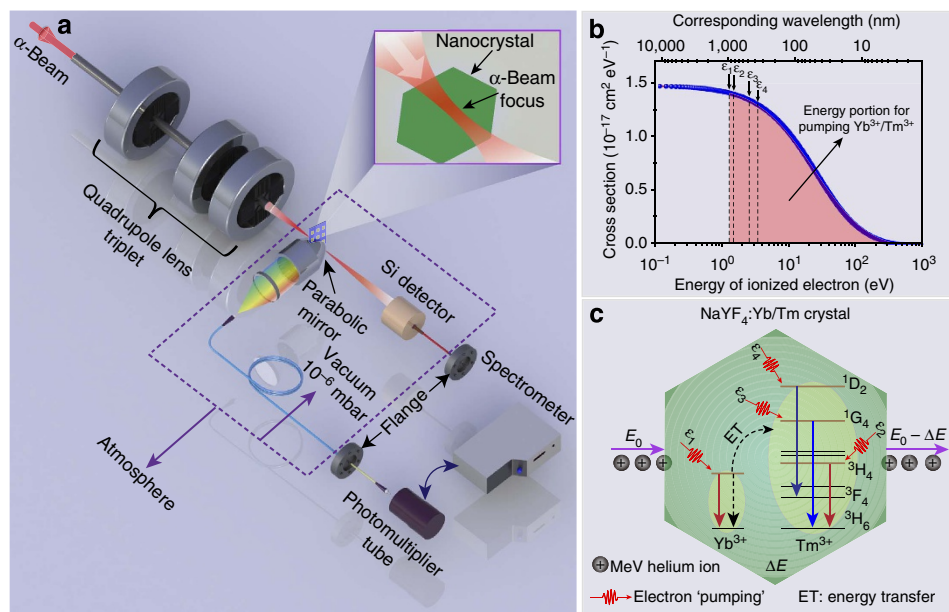 a
α-Beam
Quadrupole lens
triplet
Nanocrystal
α-Beam
focus
Parabolic
mirror
Si detector
Vacuum
10⁻⁶ mbar
Flange
Spectrometer
Atmosphere
Photomultiplier
tube
b
Corresponding wavelength (nm)
10,000 1,000 100 10
ε₁ ε₂ ε₃ ε₄
Energy portion for
pumping Yb³⁺/Tm³⁺
Cross section (10⁻¹⁷ cm² eV⁻¹)
1.5
1.0
0.5
0.0
10⁻¹ 10⁰ 10¹ 10² 10³
Energy of ionized electron (eV)
c
NaYF₄:Yb/Tm crystal
ε₄
¹D₂
ε₃
¹G₄
ε₂
ET
ε₁
E₀
E₀ − ΔE
³H₄
³F₄
³H₆
Yb³⁺
Tm³⁺
ΔE
MeV helium ion
Electron 'pumping'
ET: energy transfer